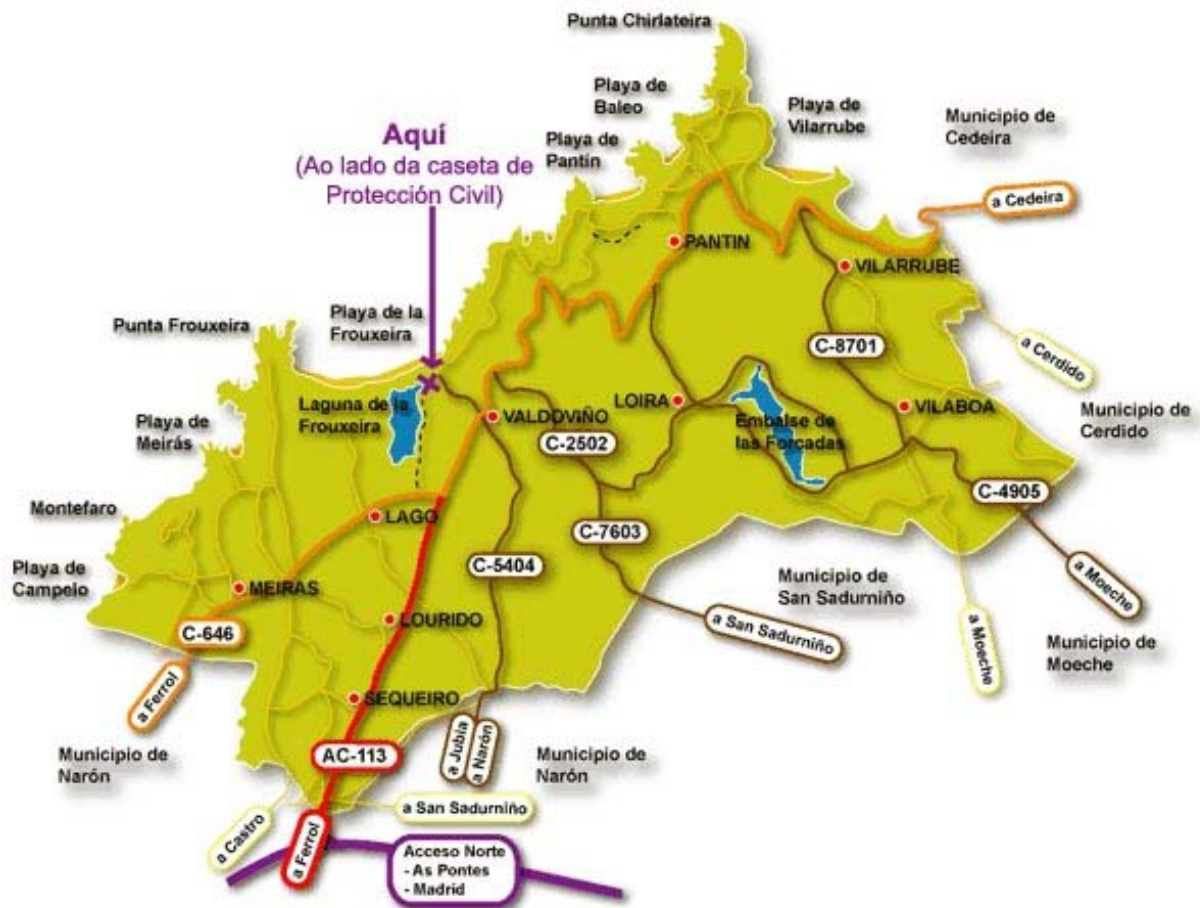 Punta Chirlateira
Playa de
Baleo
Playa de
Vilarrube
Municipio de
Cedeira
Aquí
(Ao lado da caseta de
Protección Civil)
Playa de
Pantín
a Cedeira
PANTIN
VILARRUBE
Playa de la
Frouxeira
Punta Frouxeira
C-8701
a Cerdido
Laguna de la
Frouxeira
VALDOVIÑO
LOIRA
Embalse de
las Forcadas
VILABOA
Municipio de
Cerdido
Playa de
Meirás
C-2502
C-4905
Montefaro
LAGO
C-7603
Playa de
Campelo
MEIRAS
C-5404
Municipio de
San Sadurniño
a Moeche
C-646
LOURIDO
a San Sadurniño
a Moeche
Municipio de
Moeche
a Ferrol
SEQUEIRO
Municipio de
Narón
AC-113
a Jubia
a Narón
Municipio de
Narón
a Castro
a Ferrol
a San Sadurniño
Acceso Norte
- As Pontes
- Madrid